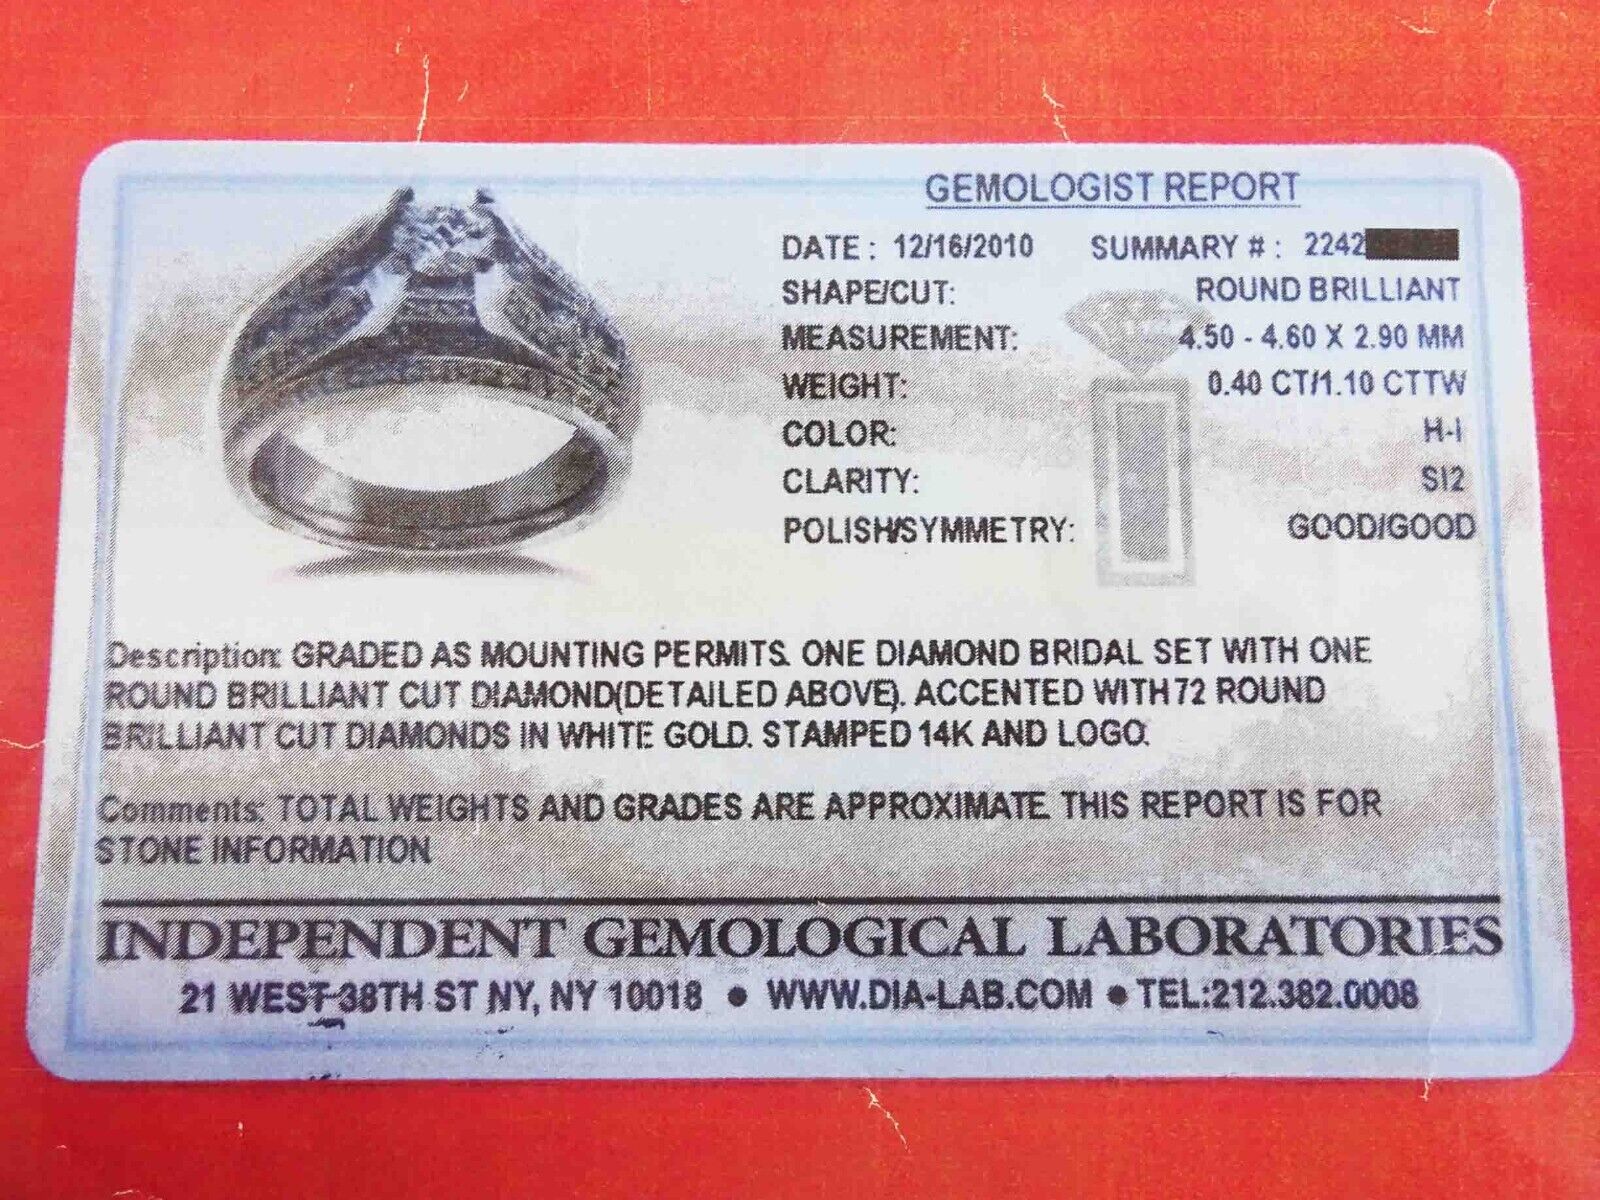 GEMOLOGIST REPORT
DATE: 12/16/2010 SUMMARY #: 2242
SHAPE/CUT: ROUND BRILLIANT
MEASUREMENT: 4.50 - 4.60 X 2.90 MM
WEIGHT: 0.40 CT/1.10 CTTW
COLOR: H-I
CLARITY: SI2
POLISH/SYMMETRY: GOOD/GOOD
Description: GRADED AS MOUNTING PERMITS. ONE DIAMOND BRIDAL SET WITH ONE
ROUND BRILLIANT CUT DIAMOND(DETAILED ABOVE). ACCENTED WITH 72 ROUND
BRILLIANT CUT DIAMONDS IN WHITE GOLD. STAMPED 14K AND LOGO.
Comments: TOTAL WEIGHTS AND GRADES ARE APPROXIMATE. THIS REPORT IS FOR
STONE INFORMATION.
INDEPENDENT GEMOLOGICAL LABORATORIES
21 WEST 38TH ST NY, NY 10018 • WWW.DIA-LAB.COM • TEL:212.382.0008